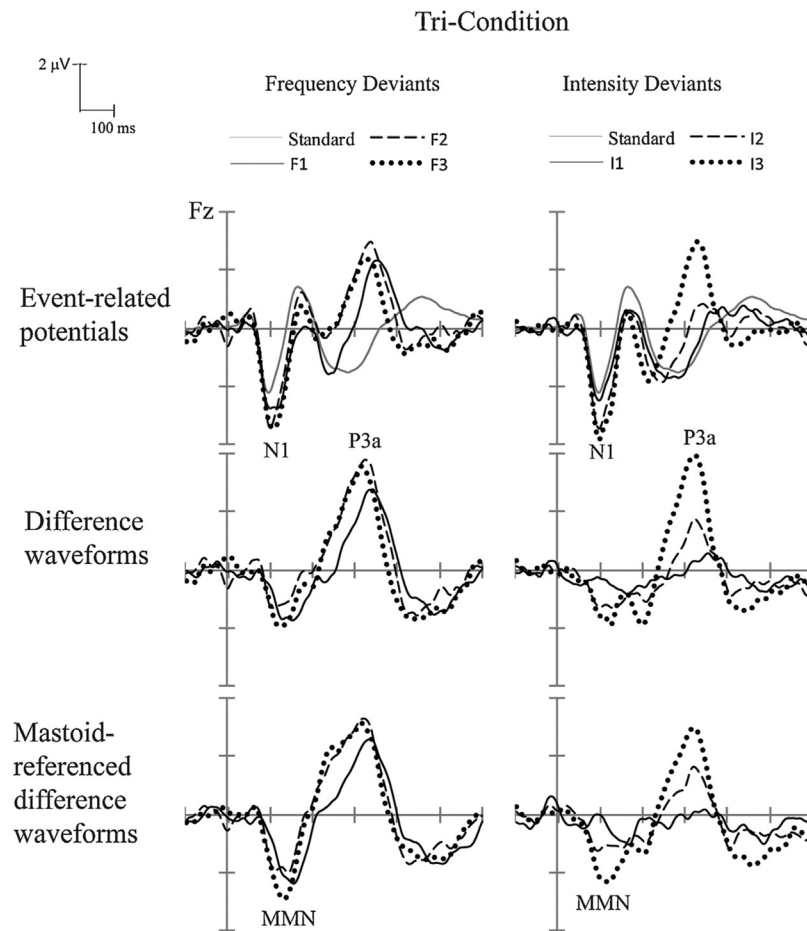 Tri-Condition
2 μV
100 ms
Frequency Deviants
Standard
F2
F1
F3
Intensity Deviants
Standard
I2
I1
I3
Fz
Event-related
potentials
N1
P3a
N1
P3a
Difference
waveforms
Mastoid-
referenced
difference
waveforms
MMN
MMN